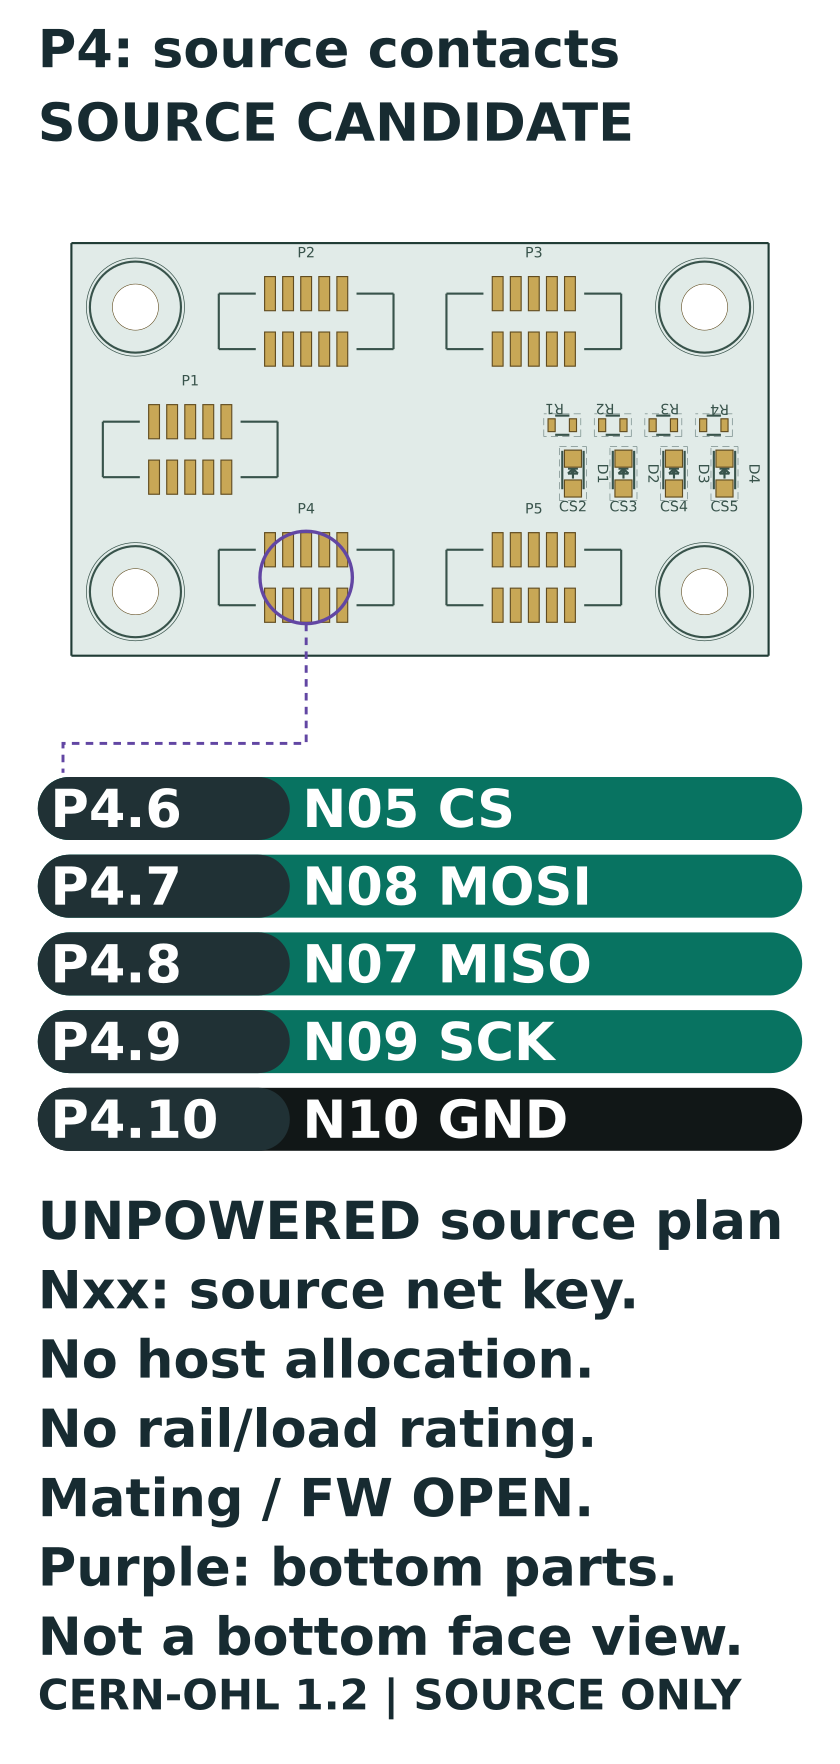 P4: source contacts
SOURCE CANDIDATE
P2
P3
P1
R1
R2
R3
R4
D1
D2
D3
D4
P4
P5
CS2
CS3
CS4
CS5
P4.6 N05 CS
P4.7 N08 MOSI
P4.8 N07 MISO
P4.9 N09 SCK
P4.10 N10 GND
UNPOWERED source plan
Nxx: source net key.
No host allocation.
No rail/load rating.
Mating / FW OPEN.
Purple: bottom parts.
Not a bottom face view.
CERN-OHL 1.2 | SOURCE ONLY